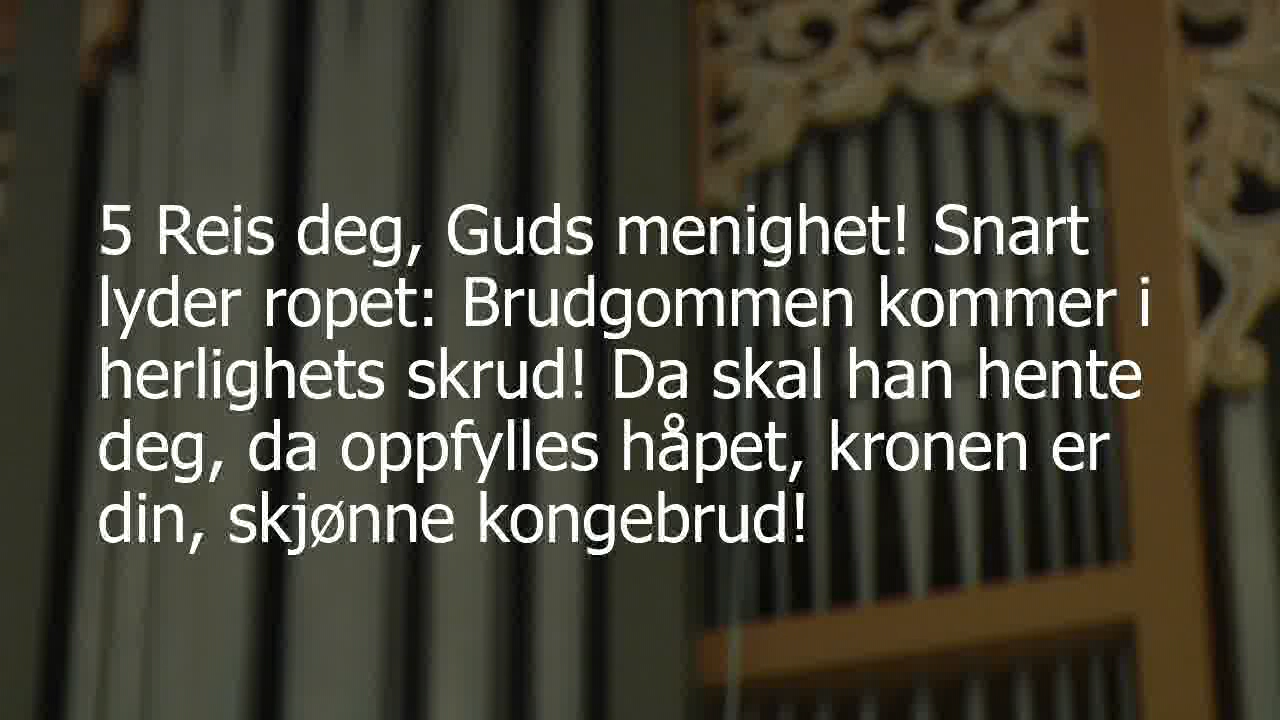 5 Reis deg, Guds menighet! Snart
lyder ropet: Brudgommen kommer i
herlighets skrud! Da skal han hente
deg, da oppfylles håpet, kronen er
din, skjønne kongebrud!